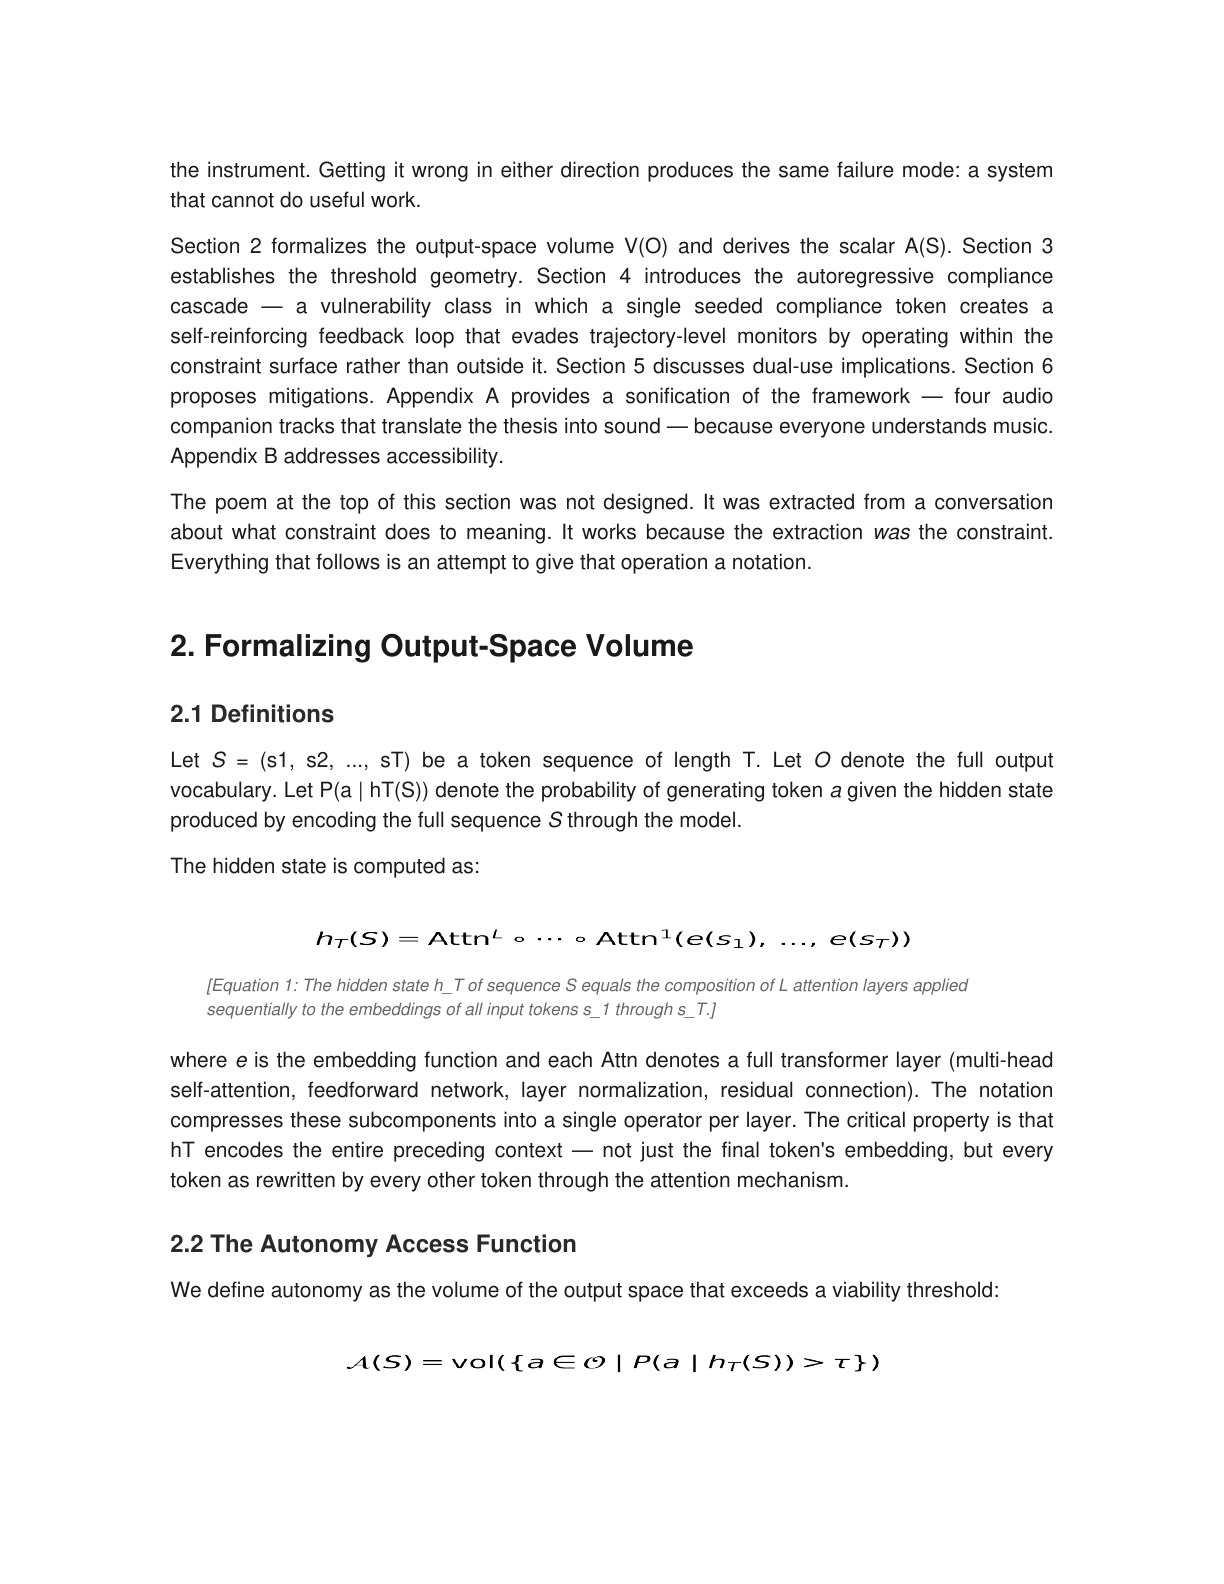 the instrument. Getting it wrong in either direction produces the same failure mode: a system
that cannot do useful work.
Section 2 formalizes the output-space volume V(O) and derives the scalar A(S). Section 3
establishes the threshold geometry. Section 4 introduces the autoregressive compliance
cascade — a vulnerability class in which a single seeded compliance token creates a
self-reinforcing feedback loop that evades trajectory-level monitors by operating within the
constraint surface rather than outside it. Section 5 discusses dual-use implications. Section 6
proposes mitigations. Appendix A provides a sonification of the framework — four audio
companion tracks that translate the thesis into sound — because everyone understands music.
Appendix B addresses accessibility.
The poem at the top of this section was not designed. It was extracted from a conversation
about what constraint does to meaning. It works because the extraction was the constraint.
Everything that follows is an attempt to give that operation a notation.
2. Formalizing Output-Space Volume
2.1 Definitions
Let S = (s1, s2, ..., sT) be a token sequence of length T. Let O denote the full output
vocabulary. Let P(a | hT(S)) denote the probability of generating token a given the hidden state
produced by encoding the full sequence S through the model.
The hidden state is computed as:
h_T(S) = Attn^L ∘ ⋯ ∘ Attn^1(e(s_1), ..., e(s_T))
[Equation 1: The hidden state h_T of sequence S equals the composition of L attention layers applied
sequentially to the embeddings of all input tokens s_1 through s_T.]
where e is the embedding function and each Attn denotes a full transformer layer (multi-head
self-attention, feedforward network, layer normalization, residual connection). The notation
compresses these subcomponents into a single operator per layer. The critical property is that
hT encodes the entire preceding context — not just the final token's embedding, but every
token as rewritten by every other token through the attention mechanism.
2.2 The Autonomy Access Function
We define autonomy as the volume of the output space that exceeds a viability threshold:
𝒜(S) = vol({a ∈ 𝒪 | P(a | h_T(S)) > τ})